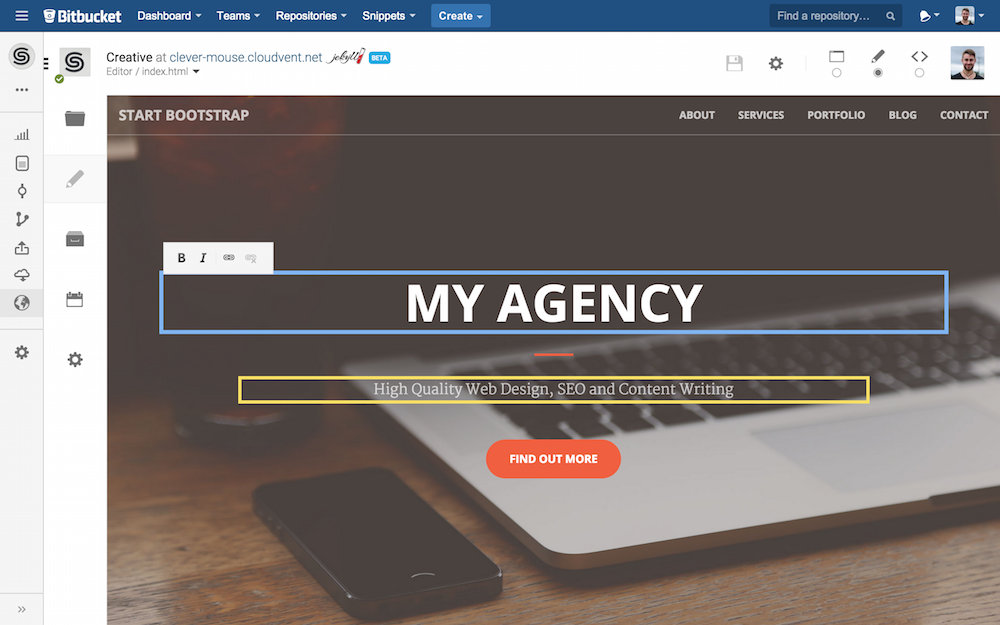 Bitbucket Dashboard Teams Repositories Snippets Create Find a repository...
Creative at clever-mouse.cloudvent.net jekyll BETA
Editor / index.html
START BOOTSTRAP ABOUT SERVICES PORTFOLIO BLOG CONTACT
B I
MY AGENCY
High Quality Web Design, SEO and Content Writing
FIND OUT MORE